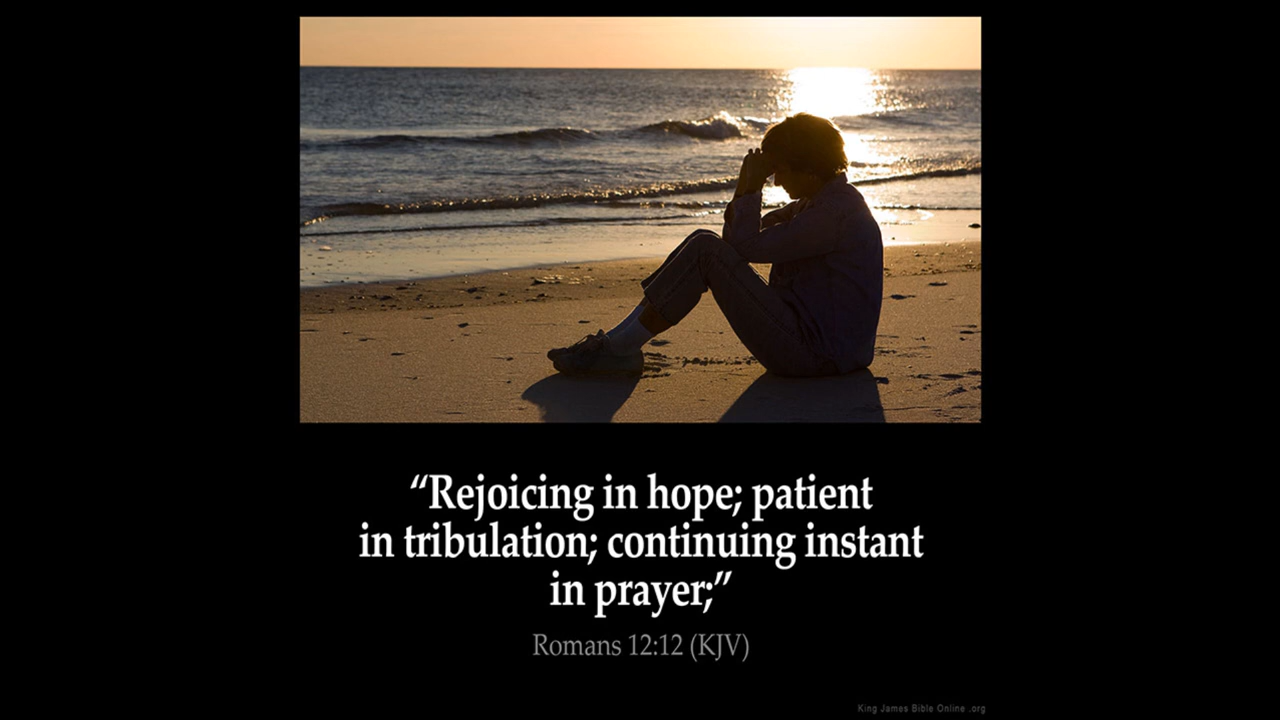 “Rejoicing in hope; patient
in tribulation; continuing instant
in prayer;”
Romans 12:12 (KJV)
King James Bible Online .org